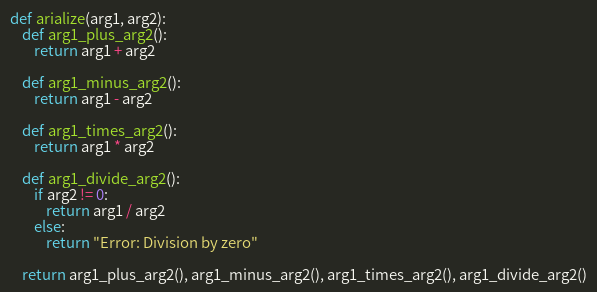 def arialize(arg1, arg2):
    def arg1_plus_arg2():
        return arg1 + arg2

    def arg1_minus_arg2():
        return arg1 - arg2

    def arg1_times_arg2():
        return arg1 * arg2

    def arg1_divide_arg2():
        if arg2 != 0:
            return arg1 / arg2
        else:
            return "Error: Division by zero"

    return arg1_plus_arg2(), arg1_minus_arg2(), arg1_times_arg2(), arg1_divide_arg2()